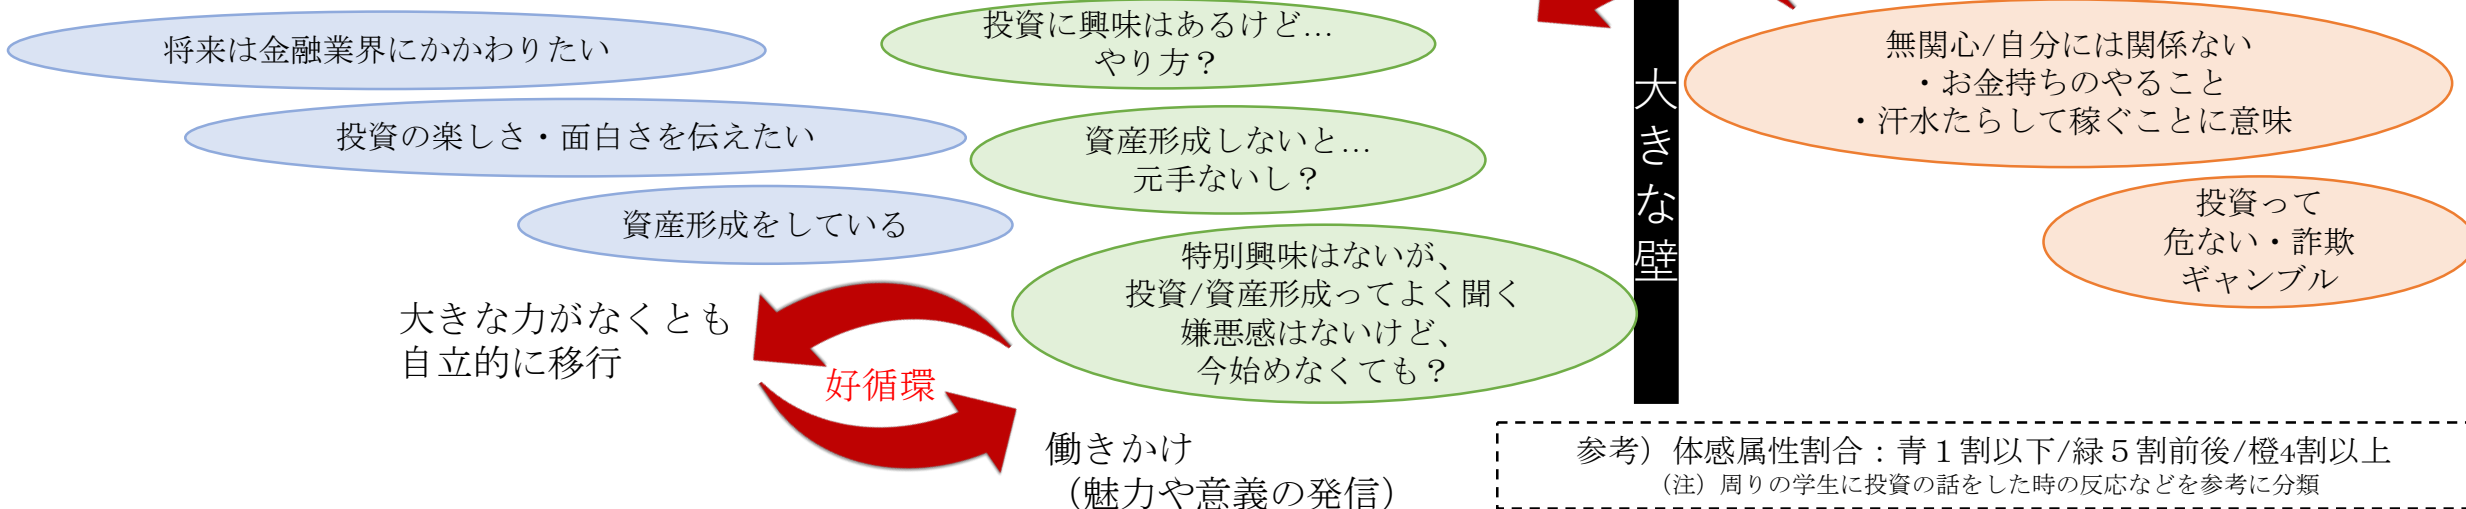 将来は金融業界にかかわりたい
投資の楽しさ・面白さを伝えたい
資産形成をしている
投資に興味はあるけど…
やり方？
資産形成しないと…
元手ないし？
特別興味はないが、
投資/資産形成ってよく聞く
嫌悪感はないけど、
今始めなくても？
大きな壁
無関心/自分には関係ない
・お金持ちのやること
・汗水たらして稼ぐことに意味
投資って
危ない・詐欺
ギャンブル
大きな力がなくとも
自立的に移行
好循環
働きかけ
（魅力や意義の発信）
参考）体感属性割合：青１割以下/緑５割前後/橙4割以上
（注）周りの学生に投資の話をした時の反応などを参考に分類